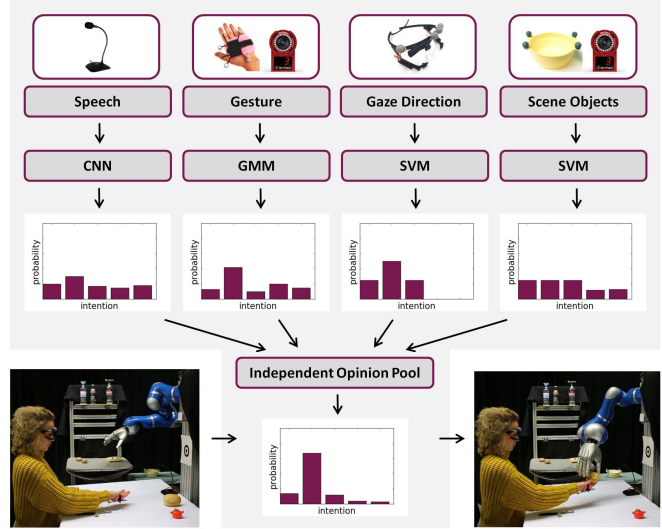 Speech
Gesture
Gaze Direction
Scene Objects
CNN
GMM
SVM
SVM
probability
intention
probability
intention
probability
intention
probability
intention
Independent Opinion Pool
probability
intention